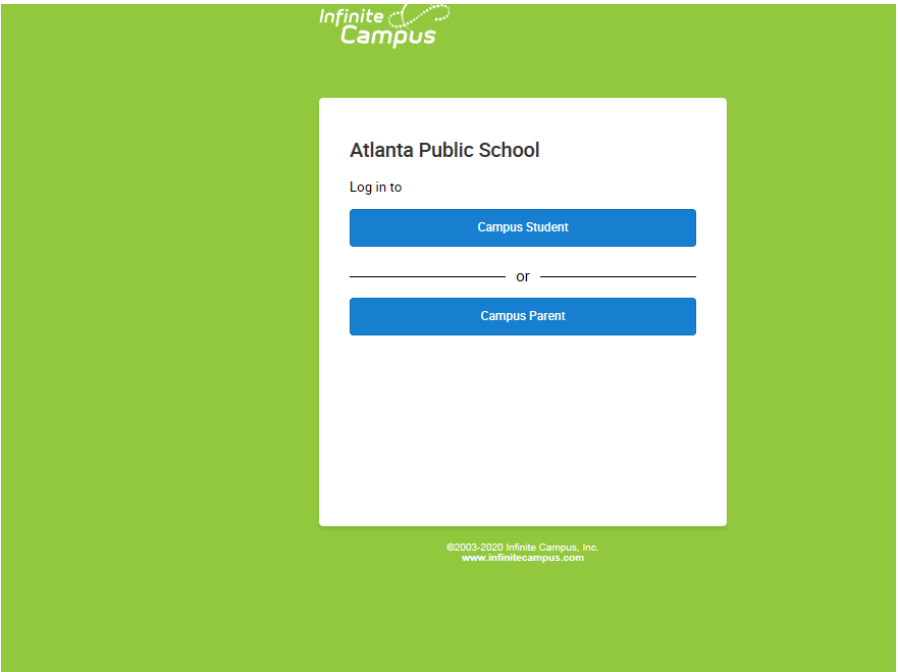 Infinite
Campus
Atlanta Public School
Log in to
Campus Student
or
Campus Parent
©2003-2020 Infinite Campus, Inc.
www.infinitecampus.com